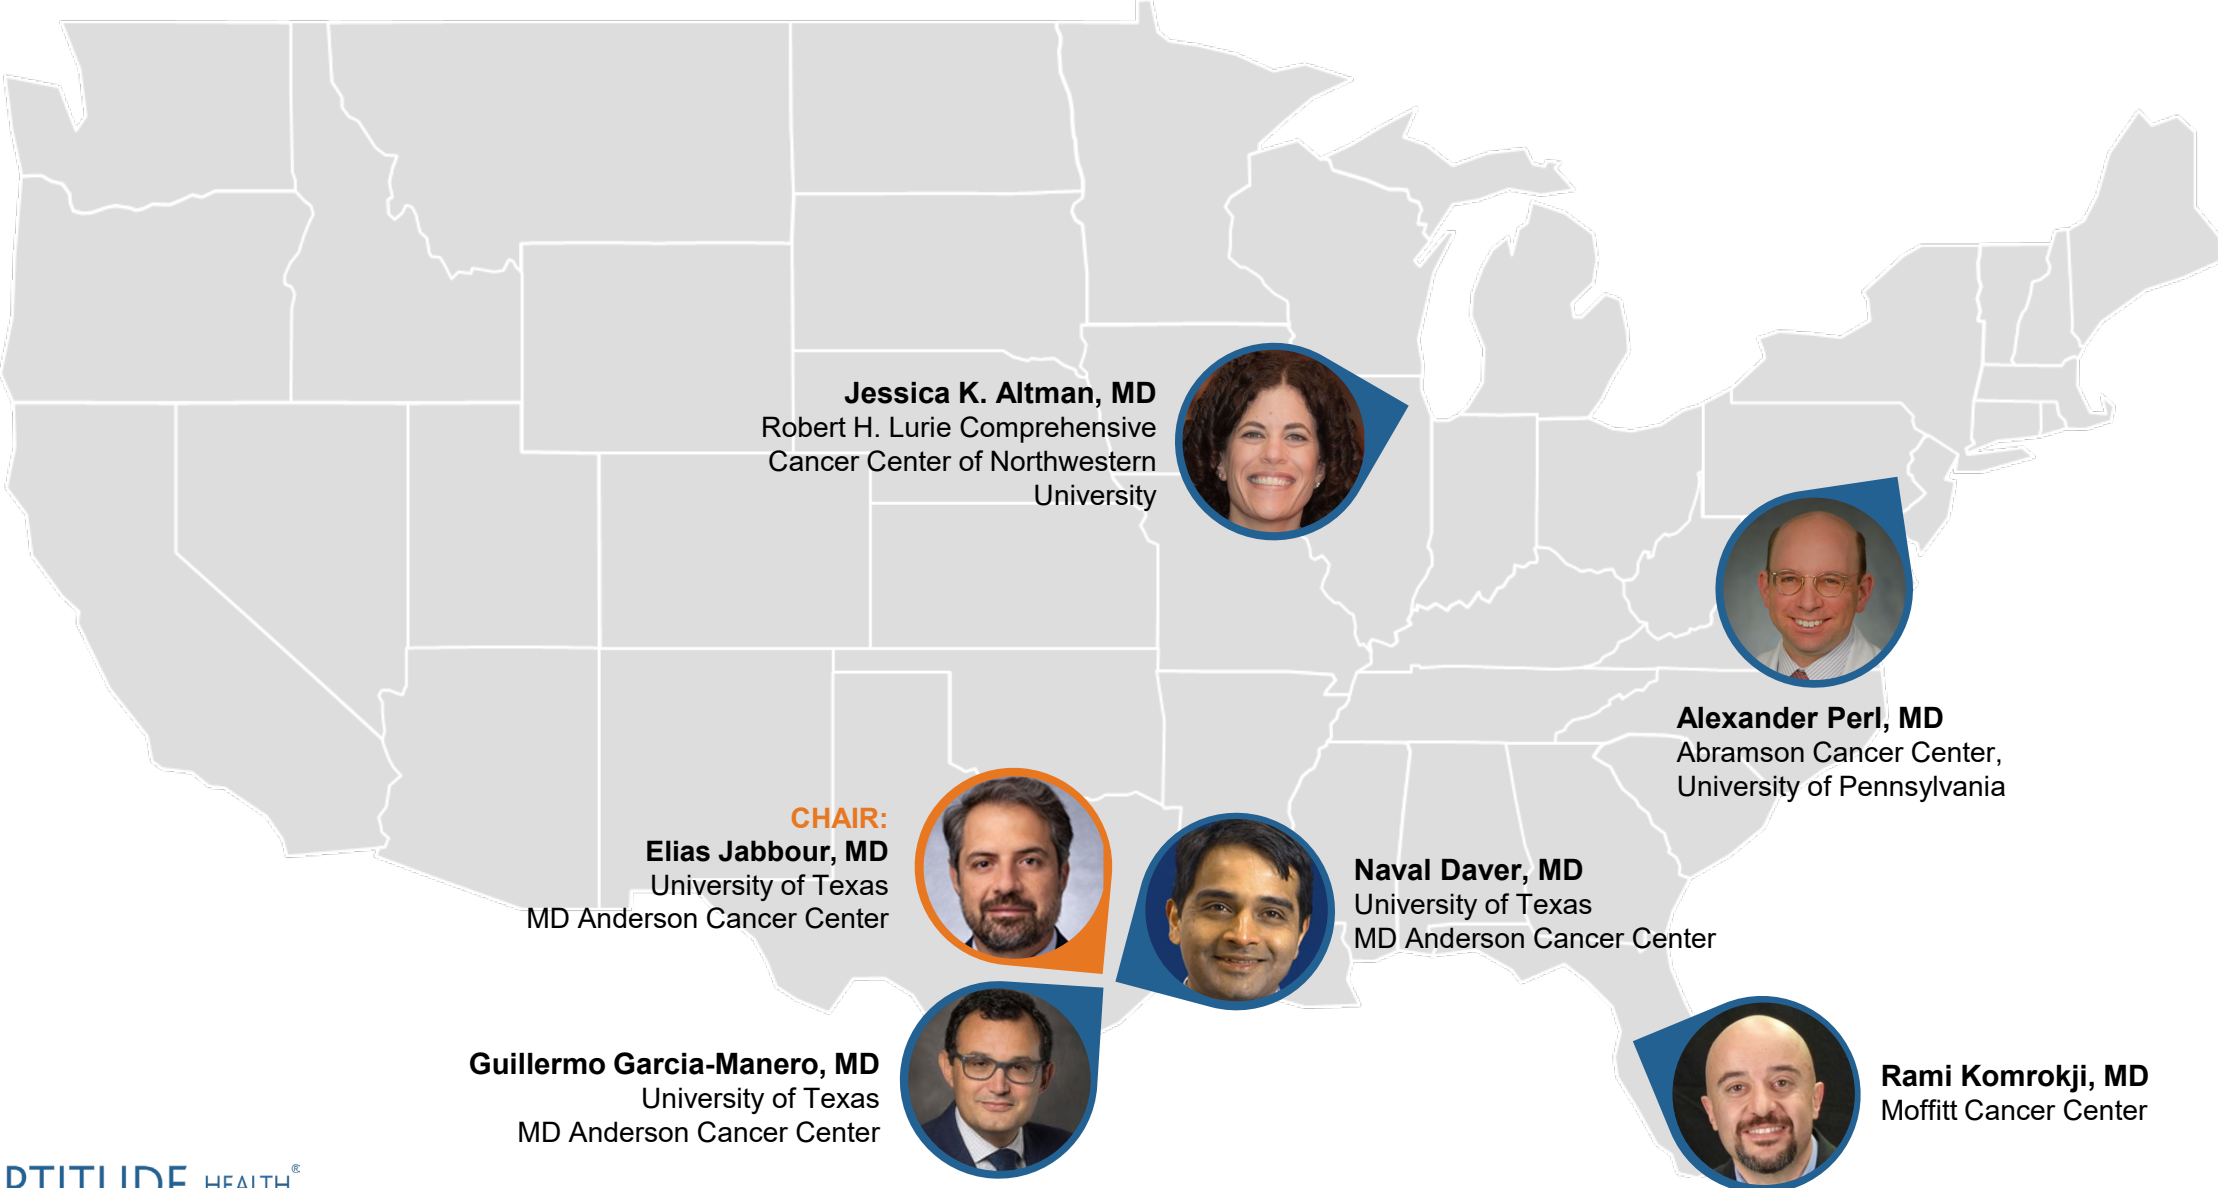 Jessica K. Altman, MD
Robert H. Lurie Comprehensive
Cancer Center of Northwestern
University
Alexander Perl, MD
Abramson Cancer Center,
University of Pennsylvania
CHAIR:
Elias Jabbour, MD
University of Texas
MD Anderson Cancer Center
Naval Daver, MD
University of Texas
MD Anderson Cancer Center
Guillermo Garcia-Manero, MD
University of Texas
MD Anderson Cancer Center
Rami Komrokji, MD
Moffitt Cancer Center
PTITUDE HEALTH®